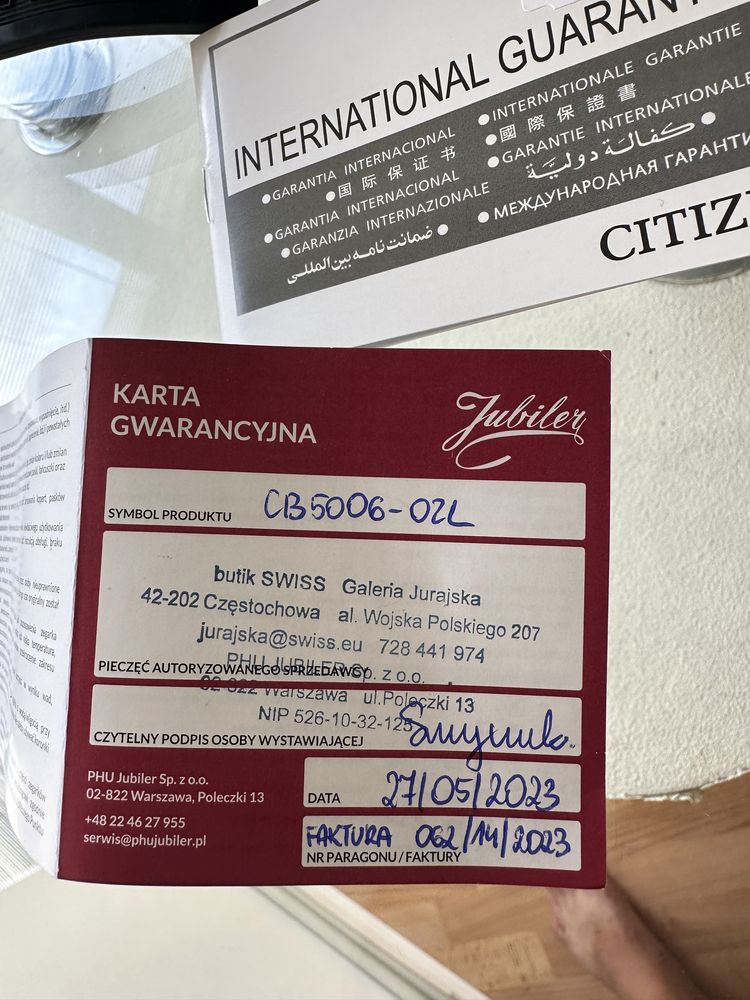 INTERNATIONAL GUARAN
●GARANTIA INTERNACIONAL
●INTERNATIONALE GARANTIE
●国际保证书
●國際保證書
●GARANTIA INTERNACIONAL
●GARANTIE INTERNATIONALE
●GARANZIA INTERNAZIONALE
كفالة دولية●
ضمانت نامه بین المللی●
●МЕЖДУНАРОДНАЯ ГАРАНТИ
CITIZ
KARTA
GWARANCYJNA
Jubiler
SYMBOL PRODUKTU CB5006-02L
butik SWISS Galeria Jurajska
42-202 Częstochowa al. Wojska Polskiego 207
jurajska@swiss.eu 728 441 974
PHU JUBILER Sp. z o.o.
PIECZĘĆ AUTORYZOWANEGO SPRZEDAWCY
02-822 Warszawa ul.Poleczki 13
NIP 526-10-32-125
CZYTELNY PODPIS OSOBY WYSTAWIAJĄCEJ
PHU Jubiler Sp. z o.o.
02-822 Warszawa, Poleczki 13
+48 22 46 27 955
serwis@phujubiler.pl
DATA 27/05/2023
FAKTURA 062/14/2023
NR PARAGONU / FAKTURY